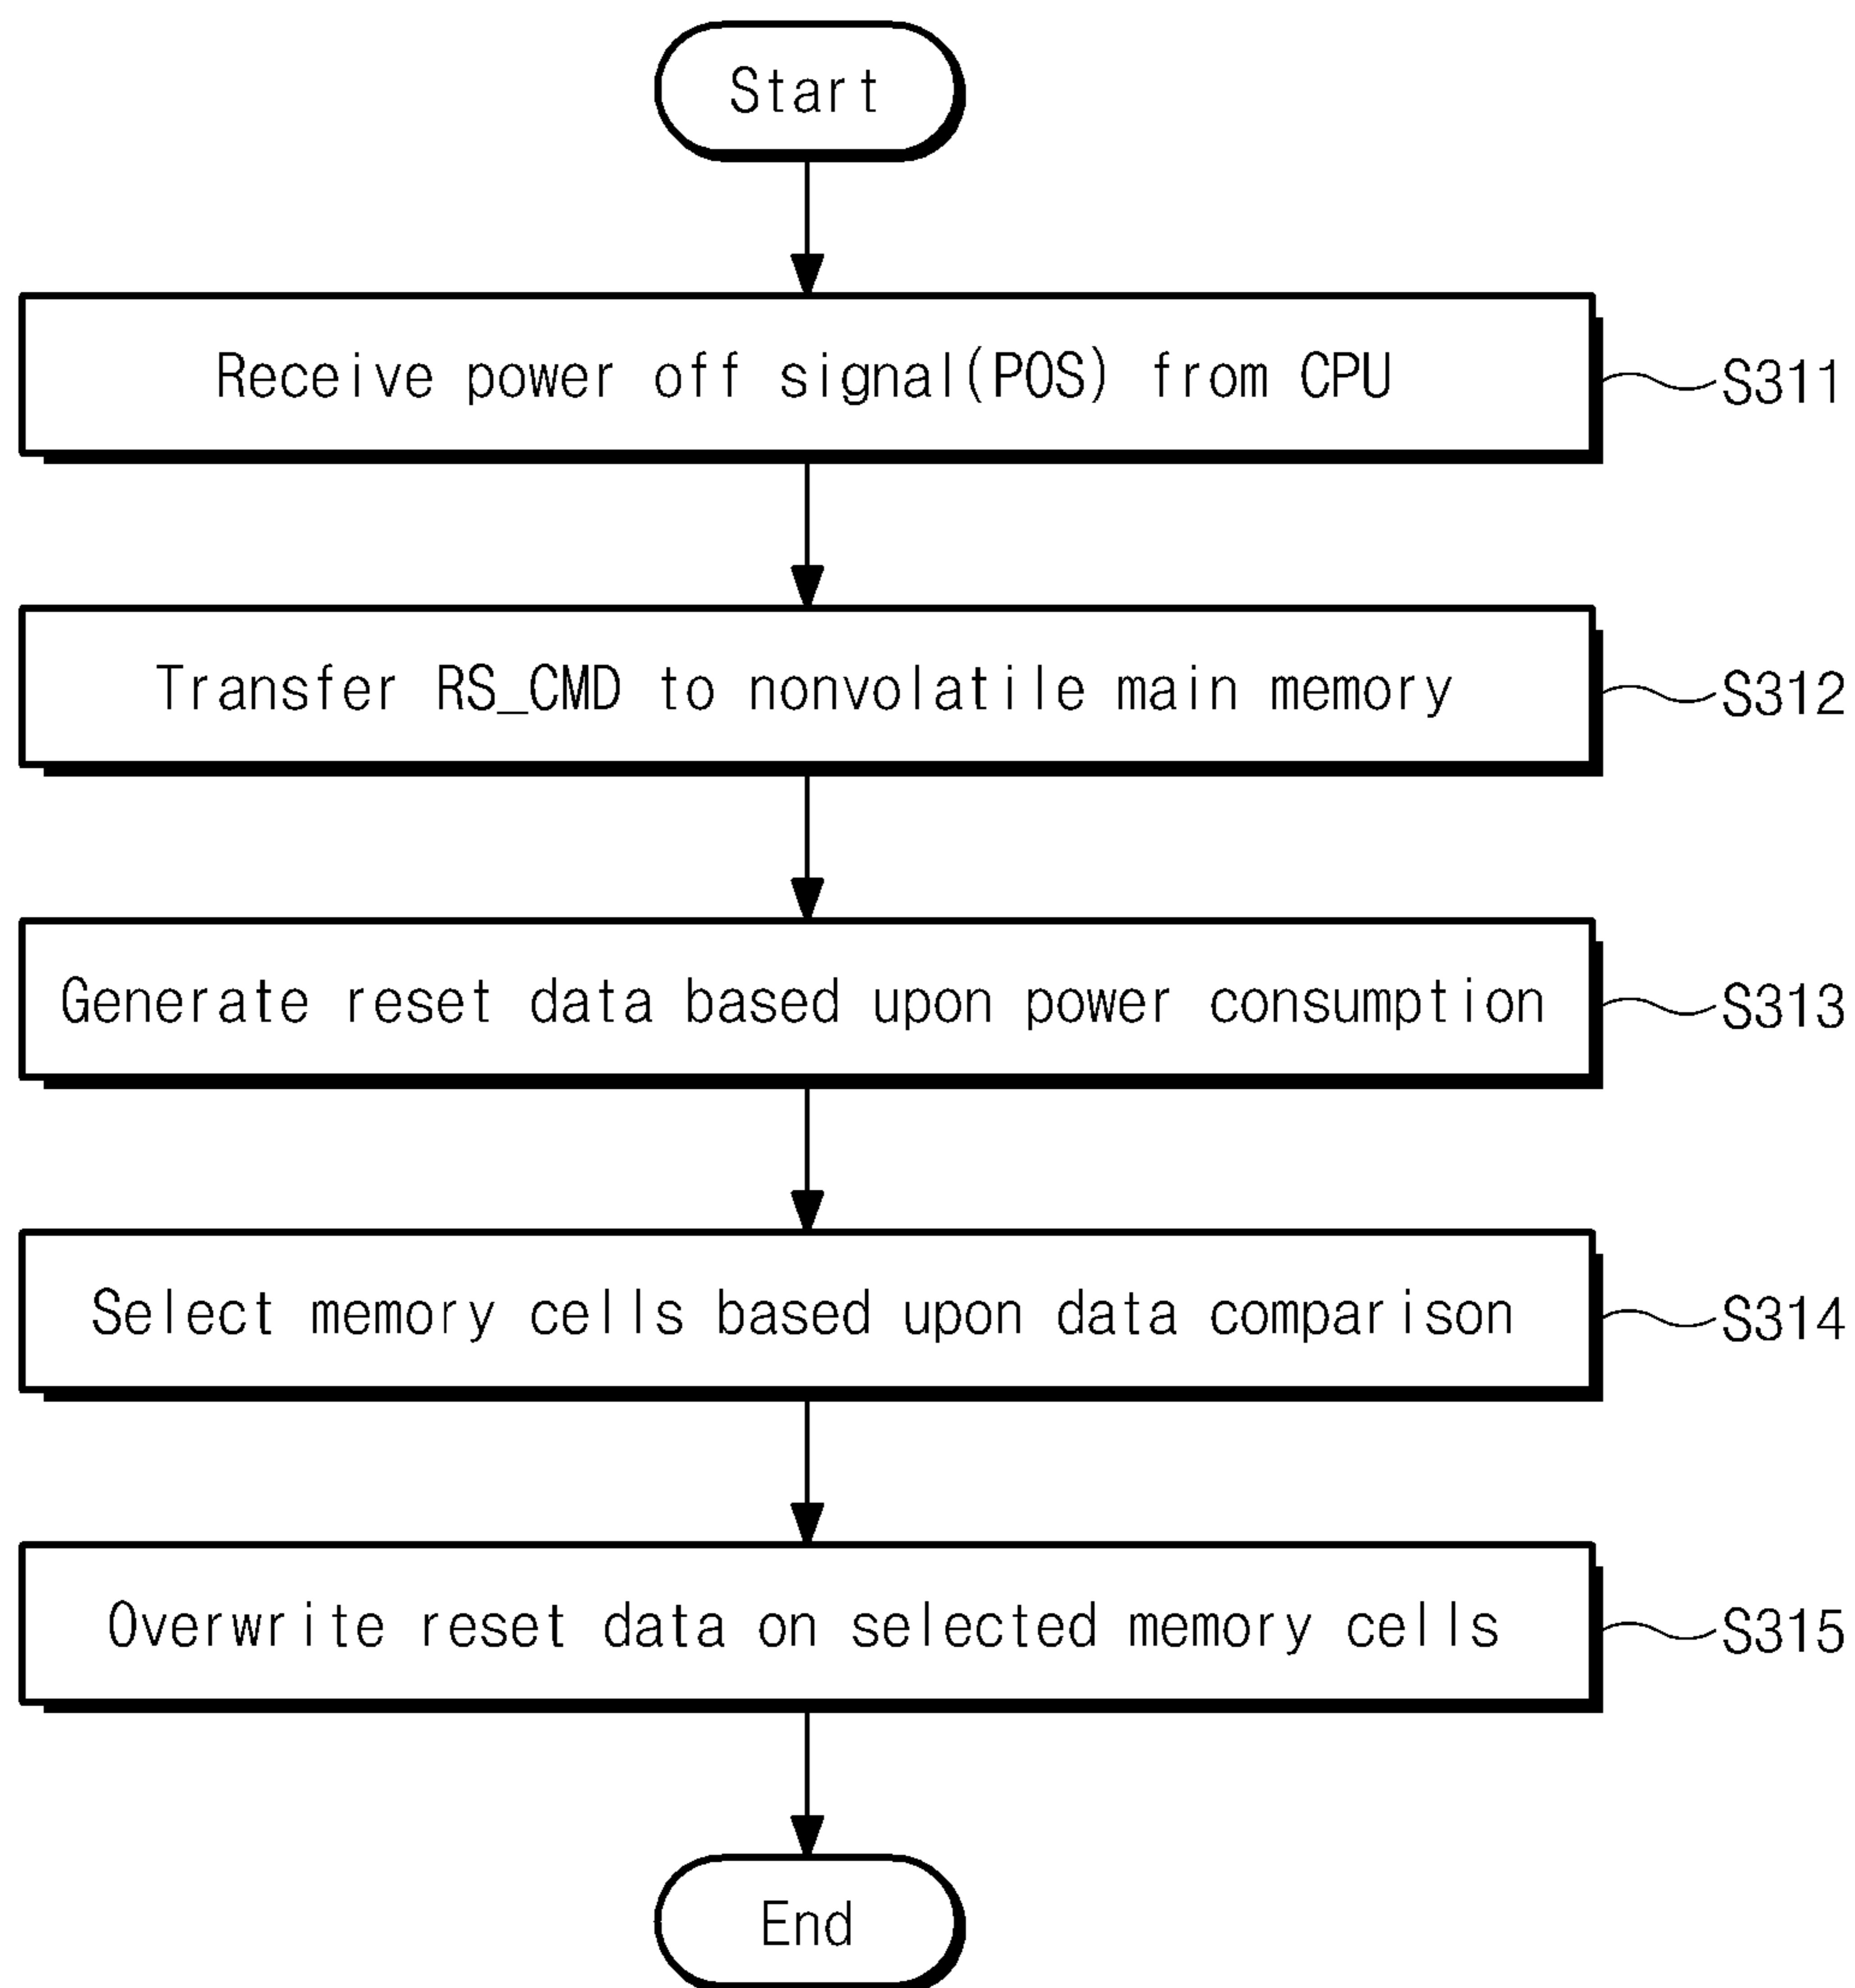 Start
Receive power off signal(POS) from CPU
S311
Transfer RS_CMD to nonvolatile main memory
S312
Generate reset data based upon power consumption
S313
Select memory cells based upon data comparison
S314
Overwrite reset data on selected memory cells
S315
End